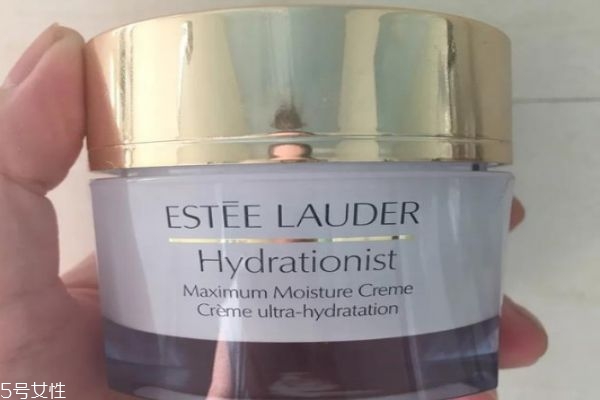 ESTĒE LAUDER
Hydrationist
Maximum Moisture Creme
Crème ultra-hydratation
5号女性